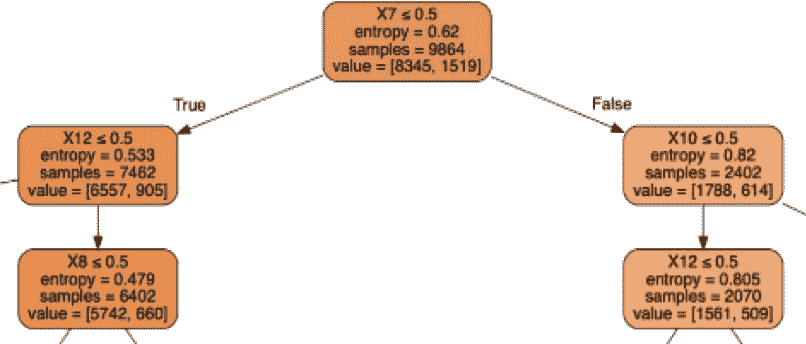 X7 ≤ 0.5
entropy = 0.62
samples = 9864
value = [8345, 1519]
True
False
X12 ≤ 0.5
entropy = 0.533
samples = 7462
value = [6557, 905]
X10 ≤ 0.5
entropy = 0.82
samples = 2402
value = [1788, 614]
X8 ≤ 0.5
entropy = 0.479
samples = 6402
value = [5742, 660]
X12 ≤ 0.5
entropy = 0.805
samples = 2070
value = [1561, 509]